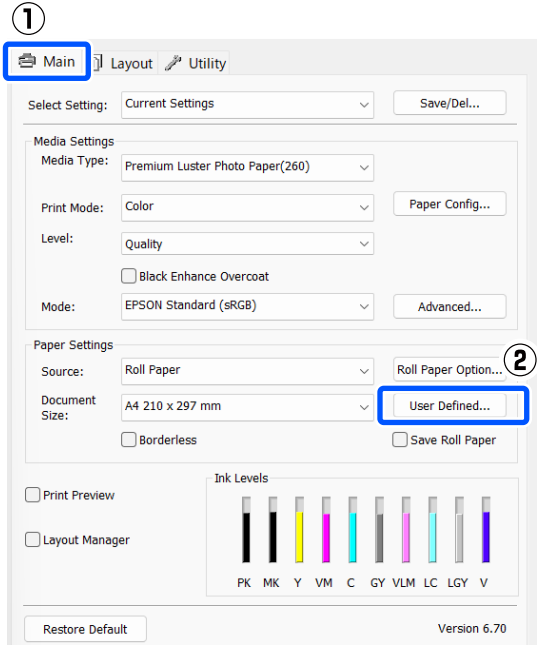 ①
Main Layout Utility
Select Setting: Current Settings Save/Del...
Media Settings
Media Type: Premium Luster Photo Paper(260)
Print Mode: Color Paper Config...
Level: Quality
Black Enhance Overcoat
Mode: EPSON Standard (sRGB) Advanced...
Paper Settings
②
Source: Roll Paper Roll Paper Option...
Document
Size:
A4 210 x 297 mm User Defined...
Borderless Save Roll Paper
Ink Levels
Print Preview
Layout Manager
PK MK Y VM C GY VLM LC LGY V
Restore Default Version 6.70